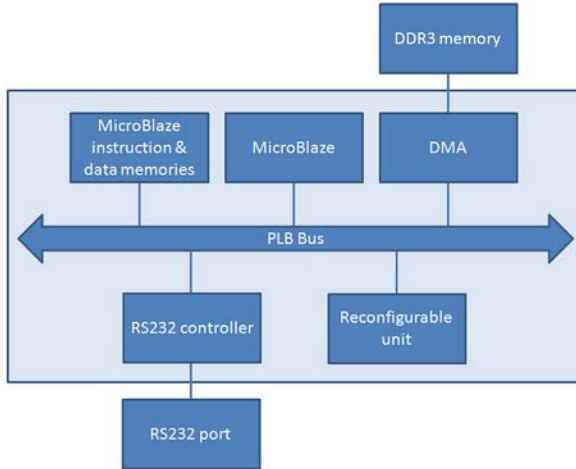 DDR3 memory
MicroBlaze
instruction &
data memories
MicroBlaze
DMA
PLB Bus
RS232 controller
Reconfigurable
unit
RS232 port